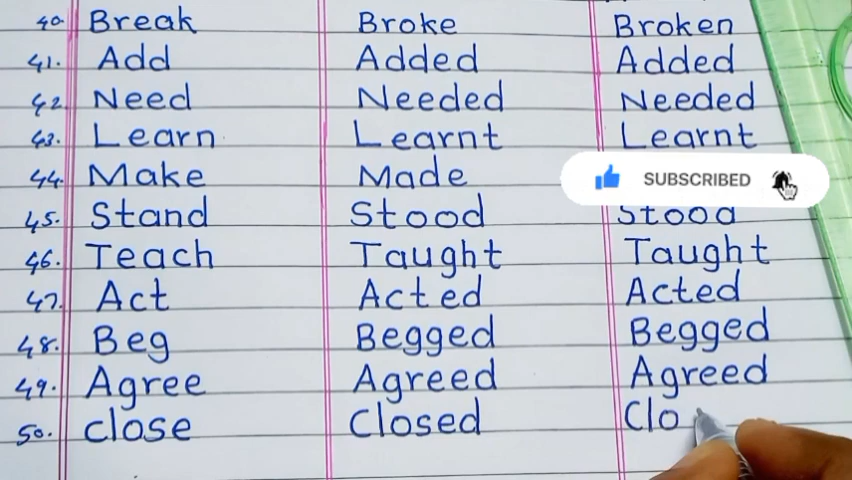 40. Break Broke Broken
41. Add Added Added
42. Need Needed Needed
43. Learn Learnt Learnt
44. Make Made
SUBSCRIBED
45. Stand Stood Stood
46. Teach Taught Taught
47. Act Acted Acted
48. Beg Begged Begged
49. Agree Agreed Agreed
50. close Closed Clo